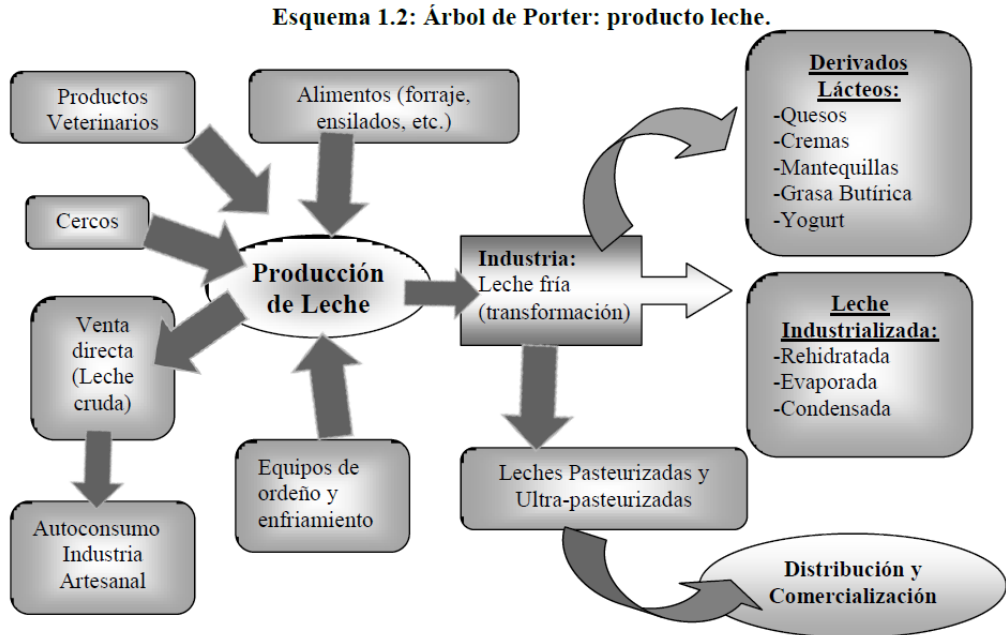 Esquema 1.2: Árbol de Porter: producto leche.
Productos
Veterinarios
Alimentos (forraje,
ensilados, etc.)
Derivados
Lácteos:
-Quesos
-Cremas
-Mantequillas
-Grasa Butírica
-Yogurt
Cercos
Producción
de Leche
Industria:
Leche fría
(transformación)
Venta
directa
(Leche
cruda)
Leche
Industrializada:
-Rehidratada
-Evaporada
-Condensada
Equipos de
ordeño y
enfriamiento
Leches Pasteurizadas y
Ultra-pasteurizadas
Autoconsumo
Industria
Artesanal
Distribución y
Comercialización